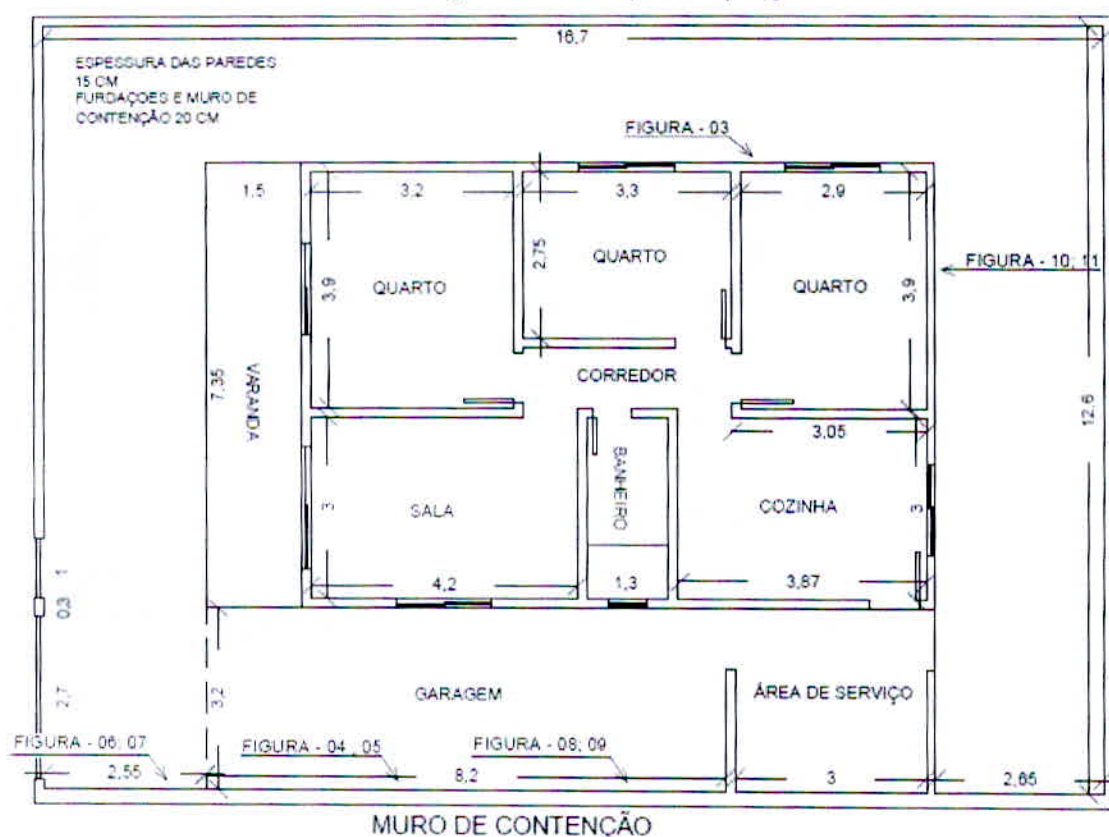 16,7
ESPESSURA DAS PAREDES
15 CM
FURDAÇOES E MURO DE
CONTENÇÃO 20 CM
FIGURA - 03
1,5
3,2
3,3
2,9
2,75
QUARTO
QUARTO
QUARTO
FIGURA - 10; 11
3,9
3,9
CORREDOR
7,35
VARANDA
12,6
3,05
BANHEIRO
SALA
COZINHA
3
3
4,2
1,3
3,87
1
0,3
2,7
3,2
GARAGEM
ÁREA DE SERVIÇO
FIGURA - 06; 07
FIGURA - 04 ; 05
FIGURA - 08; 09
2,55
8,2
3
2,65
MURO DE CONTENÇÃO